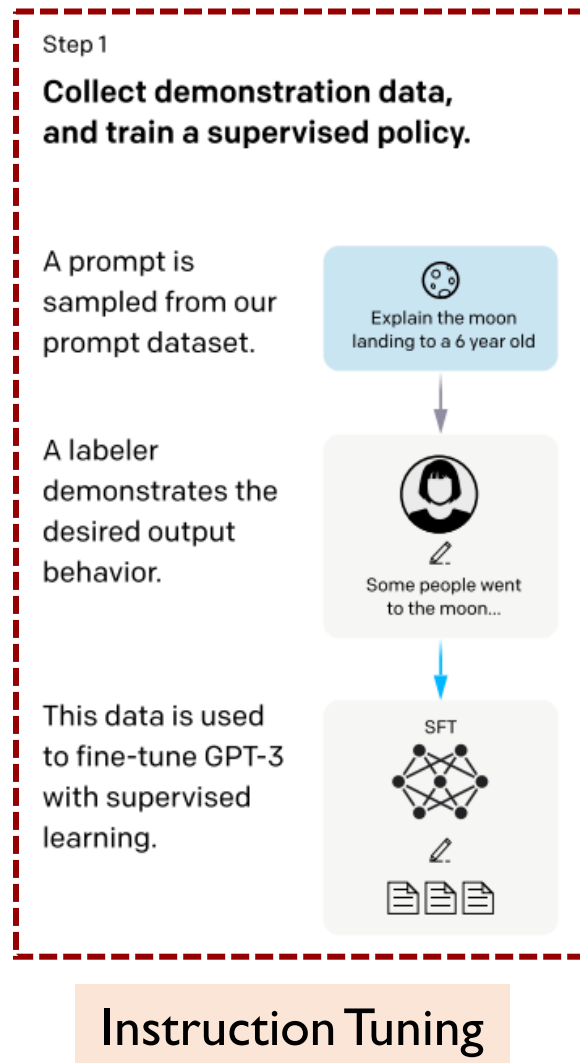 Step 1
Collect demonstration data,
and train a supervised policy.
A prompt is
sampled from our
prompt dataset.
Explain the moon
landing to a 6 year old
A labeler
demonstrates the
desired output
behavior.
Some people went
to the moon...
This data is used
to fine-tune GPT-3
with supervised
learning.
SFT
Instruction Tuning